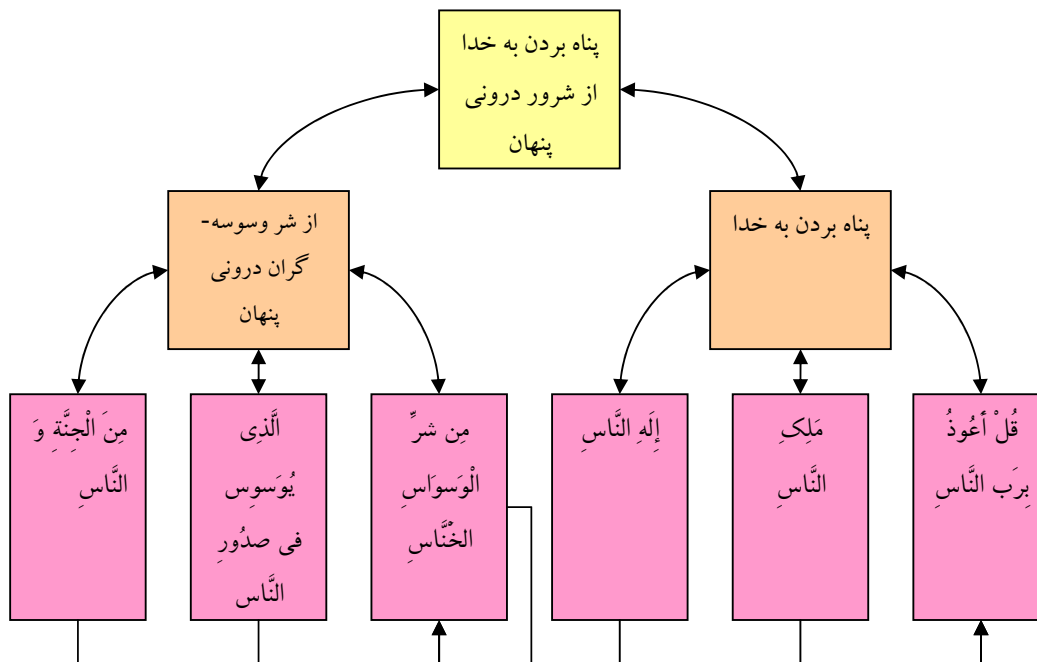 پناه بردن به خدا
از شرور درونی
پنهان
پناه بردن به خدا
از شر وسوسه-
گران درونی
پنهان
قُلْ أَعُوذُ
بِرَب النَّاسِ
مَلِکِ
النَّاسِ
إِلَهِ النَّاسِ
مِن شرِّ
الْوَسوَاسِ
الخَْنَّاسِ
الَّذِی
يُوَسوِس
فی صدُورِ
النَّاس
مِنَ الْجِنَّةِ وَ
النَّاسِ